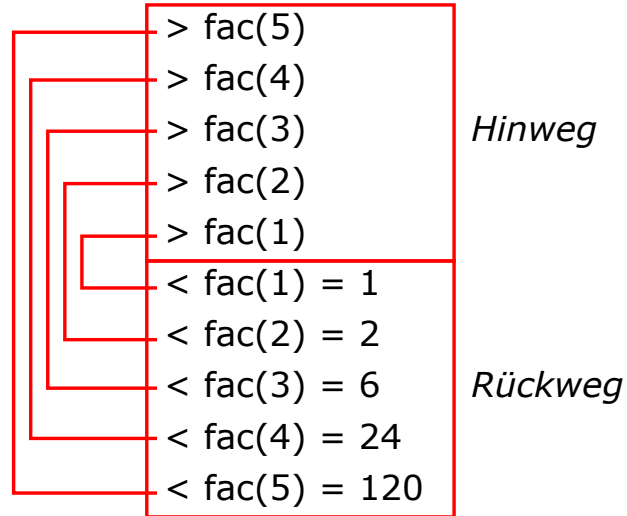 > fac(5)
> fac(4)
> fac(3)
> fac(2)
> fac(1)
Hinweg
< fac(1) = 1
< fac(2) = 2
< fac(3) = 6
< fac(4) = 24
< fac(5) = 120
Rückweg